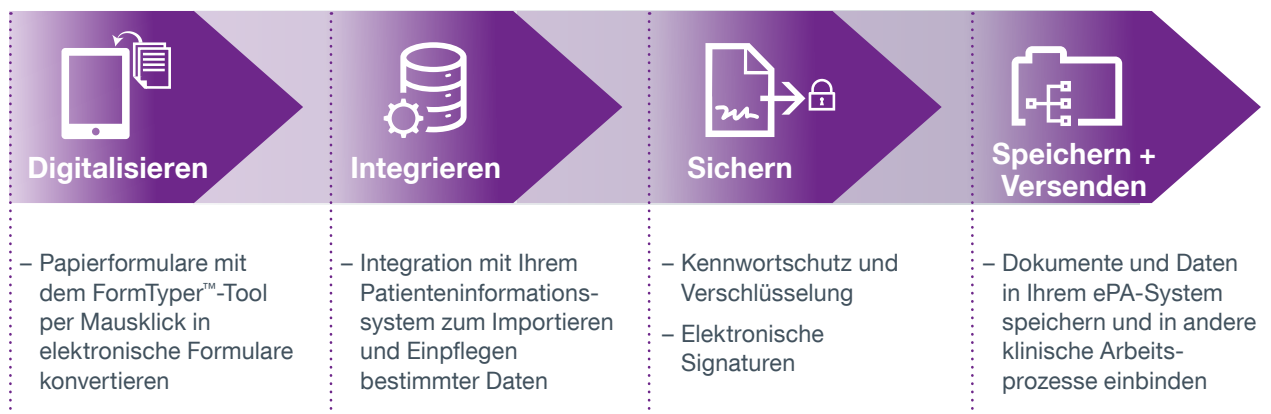 Digitalisieren
– Papierformulare mit
dem FormTyper™-Tool
per Mausklick in
elektronische Formulare
konvertieren
Integrieren
– Integration mit Ihrem
Patienteninformations-
system zum Importieren
und Einpflegen
bestimmter Daten
Sichern
– Kennwortschutz und
Verschlüsselung
– Elektronische
Signaturen
Speichern +
Versenden
– Dokumente und Daten
in Ihrem ePA-System
speichern und in andere
klinische Arbeits-
prozesse einbinden